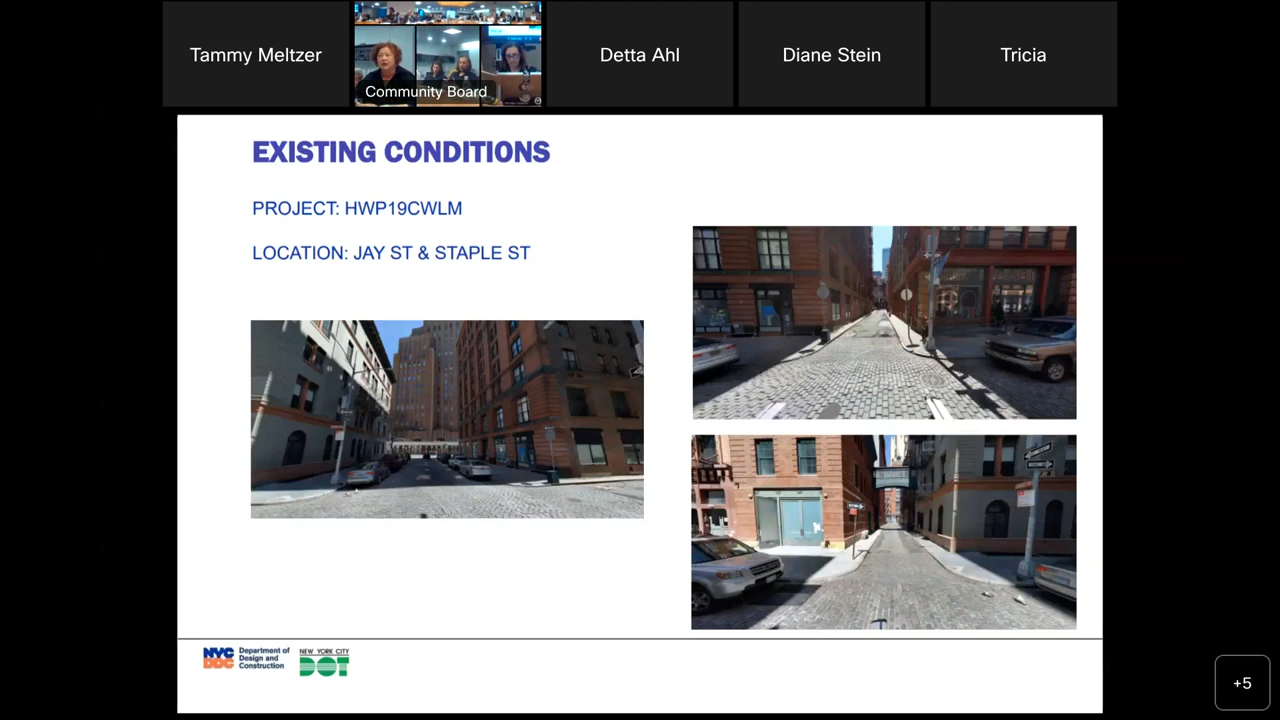 Tammy Meltzer
Community Board
Detta Ahl
Diane Stein
Tricia
EXISTING CONDITIONS
PROJECT: HWP19CWLM
LOCATION: JAY ST & STAPLE ST
NYC
DDC
Department of
Design and
Construction
NEW YORK CITY
DOT
+5